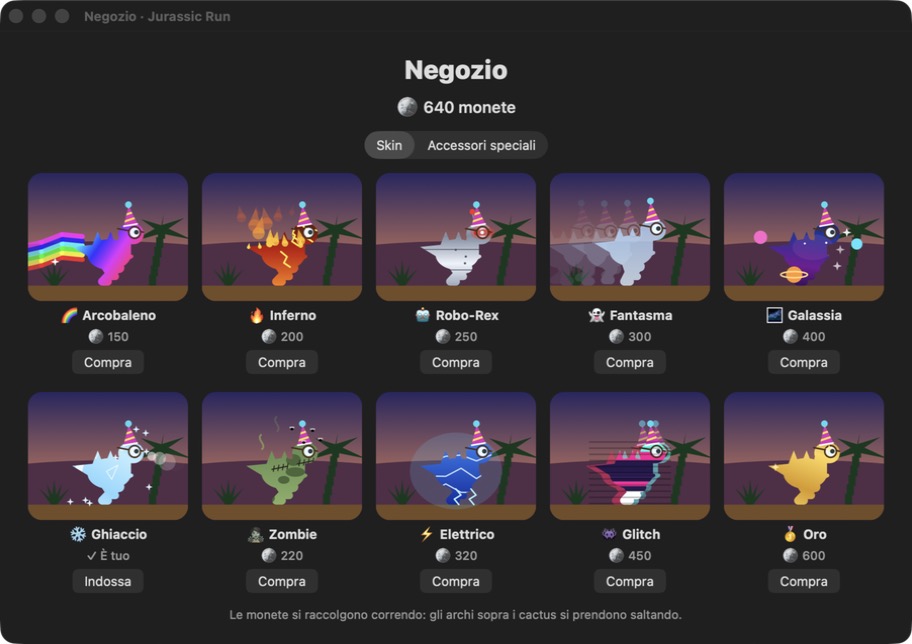 Negozio · Jurassic Run
Negozio
640 monete
Skin Accessori speciali
Arcobaleno Inferno Robo-Rex Fantasma Galassia
150 200 250 300 400
Compra Compra Compra Compra Compra
Ghiaccio Zombie Elettrico Glitch Oro
✓ È tuo 220 320 450 600
Indossa Compra Compra Compra Compra
Le monete si raccolgono correndo: gli archi sopra i cactus si prendono saltando.